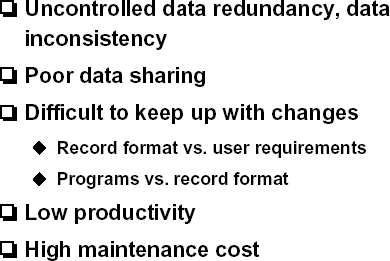 Uncontrolled data redundancy, data
inconsistency
Poor data sharing
Difficult to keep up with changes
Record format vs. user requirements
Programs vs. record format
Low productivity
High maintenance cost